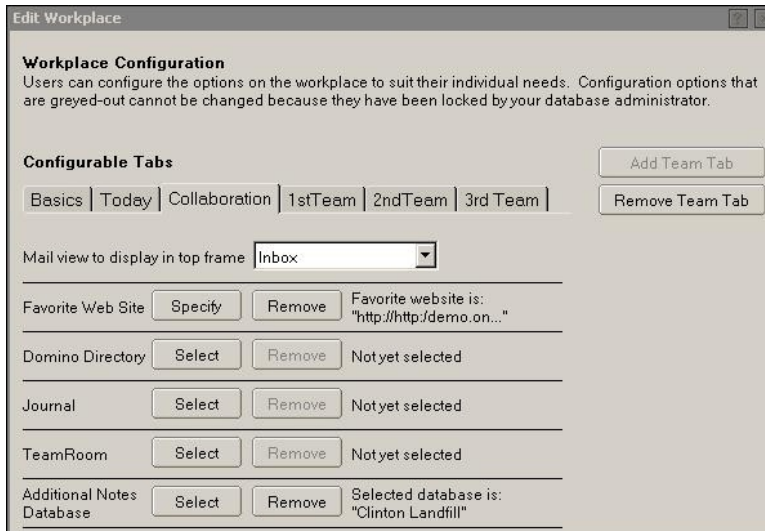 Edit Workplace
Workplace Configuration
Users can configure the options on the workplace to suit their individual needs. Configuration options that
are greyed-out cannot be changed because they have been locked by your database administrator.
Configurable Tabs
Add Team Tab
Basics Today Collaboration 1stTeam 2ndTeam 3rd Team
Remove Team Tab
Mail view to display in top frame Inbox
Favorite Web Site Specify Remove Favorite website is:
"http://http:/demo.on..."
Domino Directory Select Remove Not yet selected
Journal Select Remove Not yet selected
TeamRoom Select Remove Not yet selected
Additional Notes
Database Select Remove Selected database is:
"Clinton Landfill"